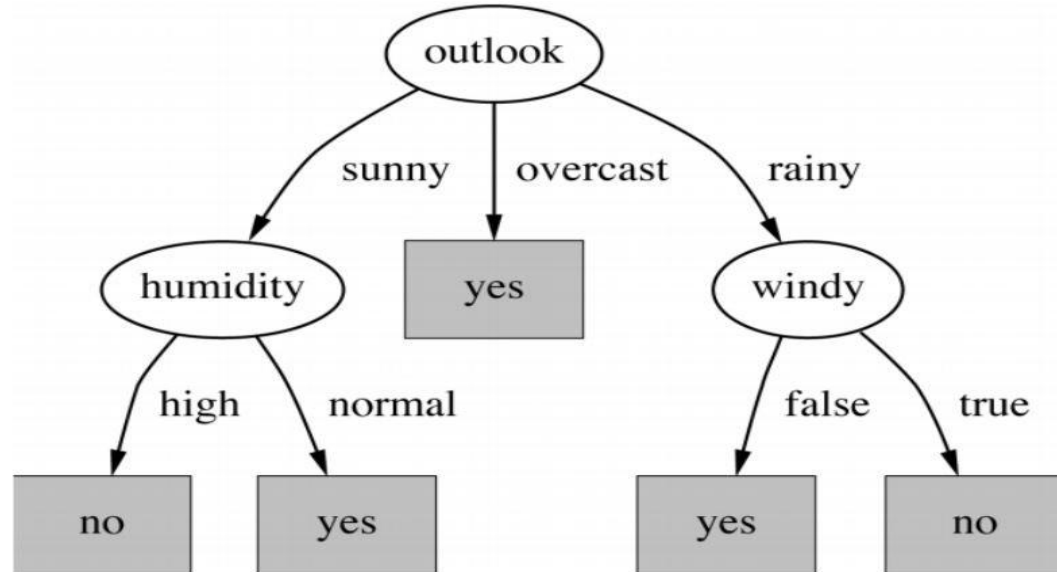 outlook
sunny overcast rainy
humidity yes windy
high normal false true
no yes yes no